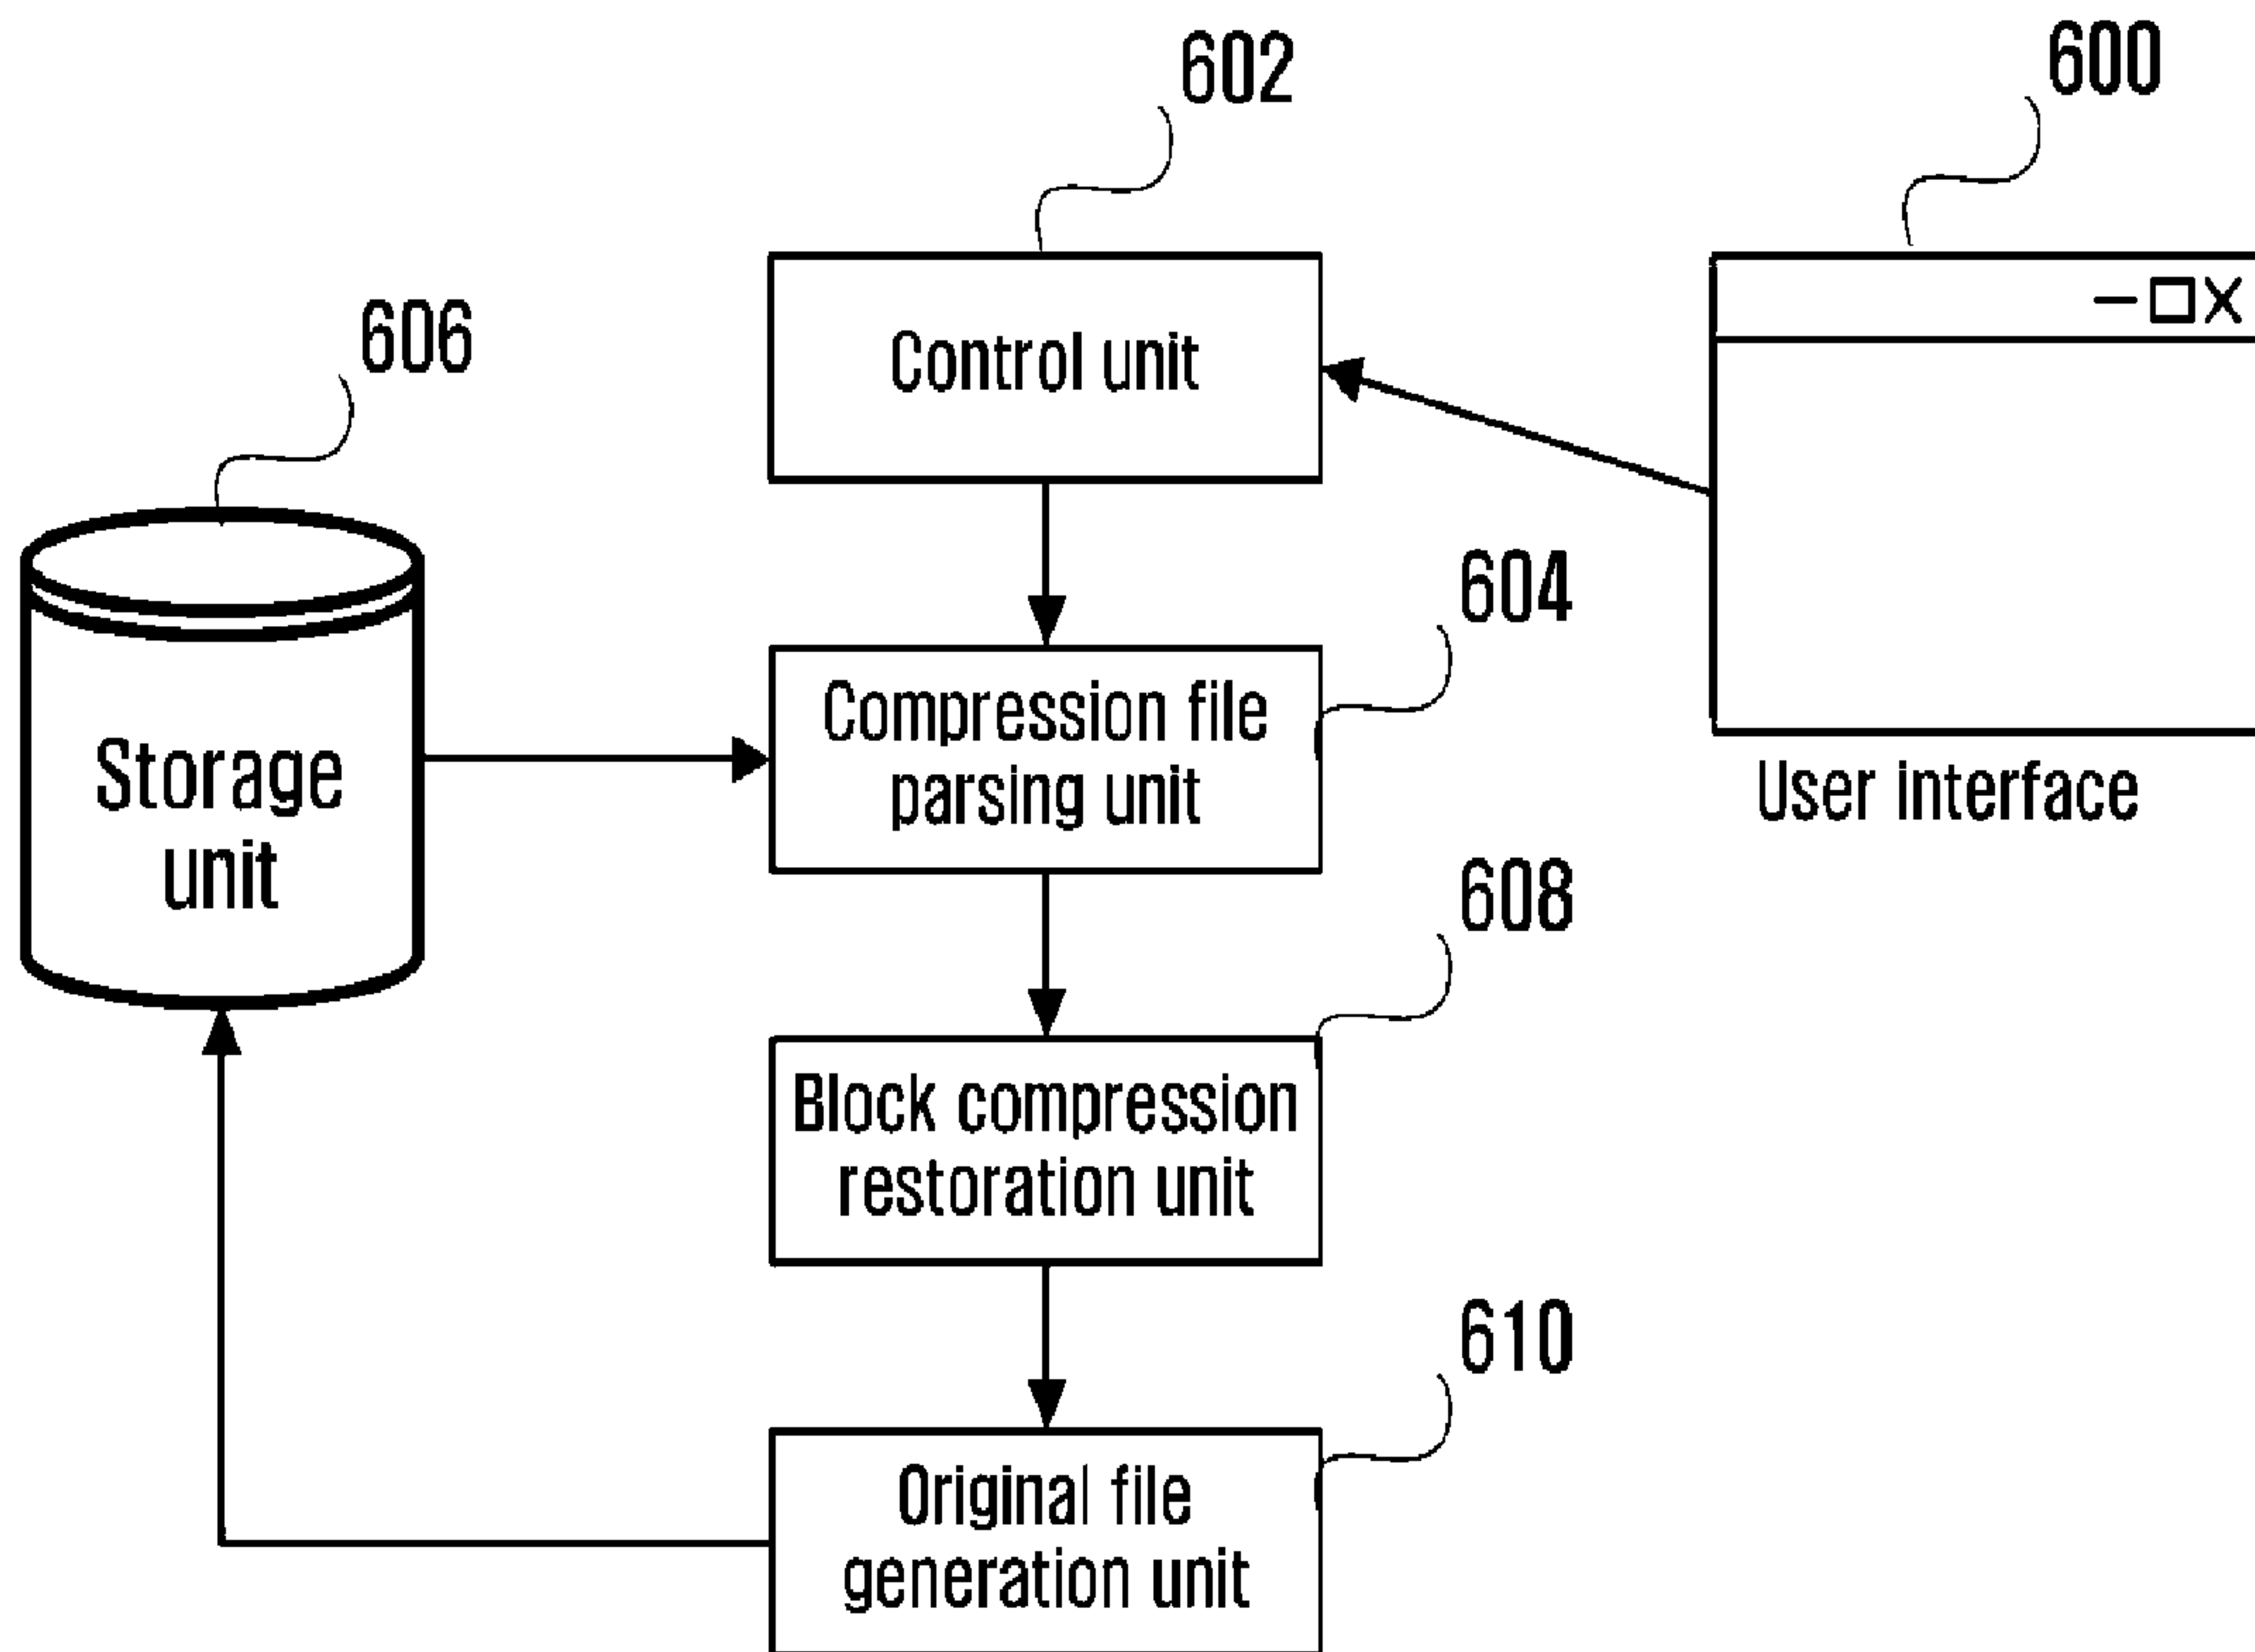 602
600
606
Control unit
604
Compression file
parsing unit
Storage
unit
User interface
608
Block compression
restoration unit
610
Original file
generation unit